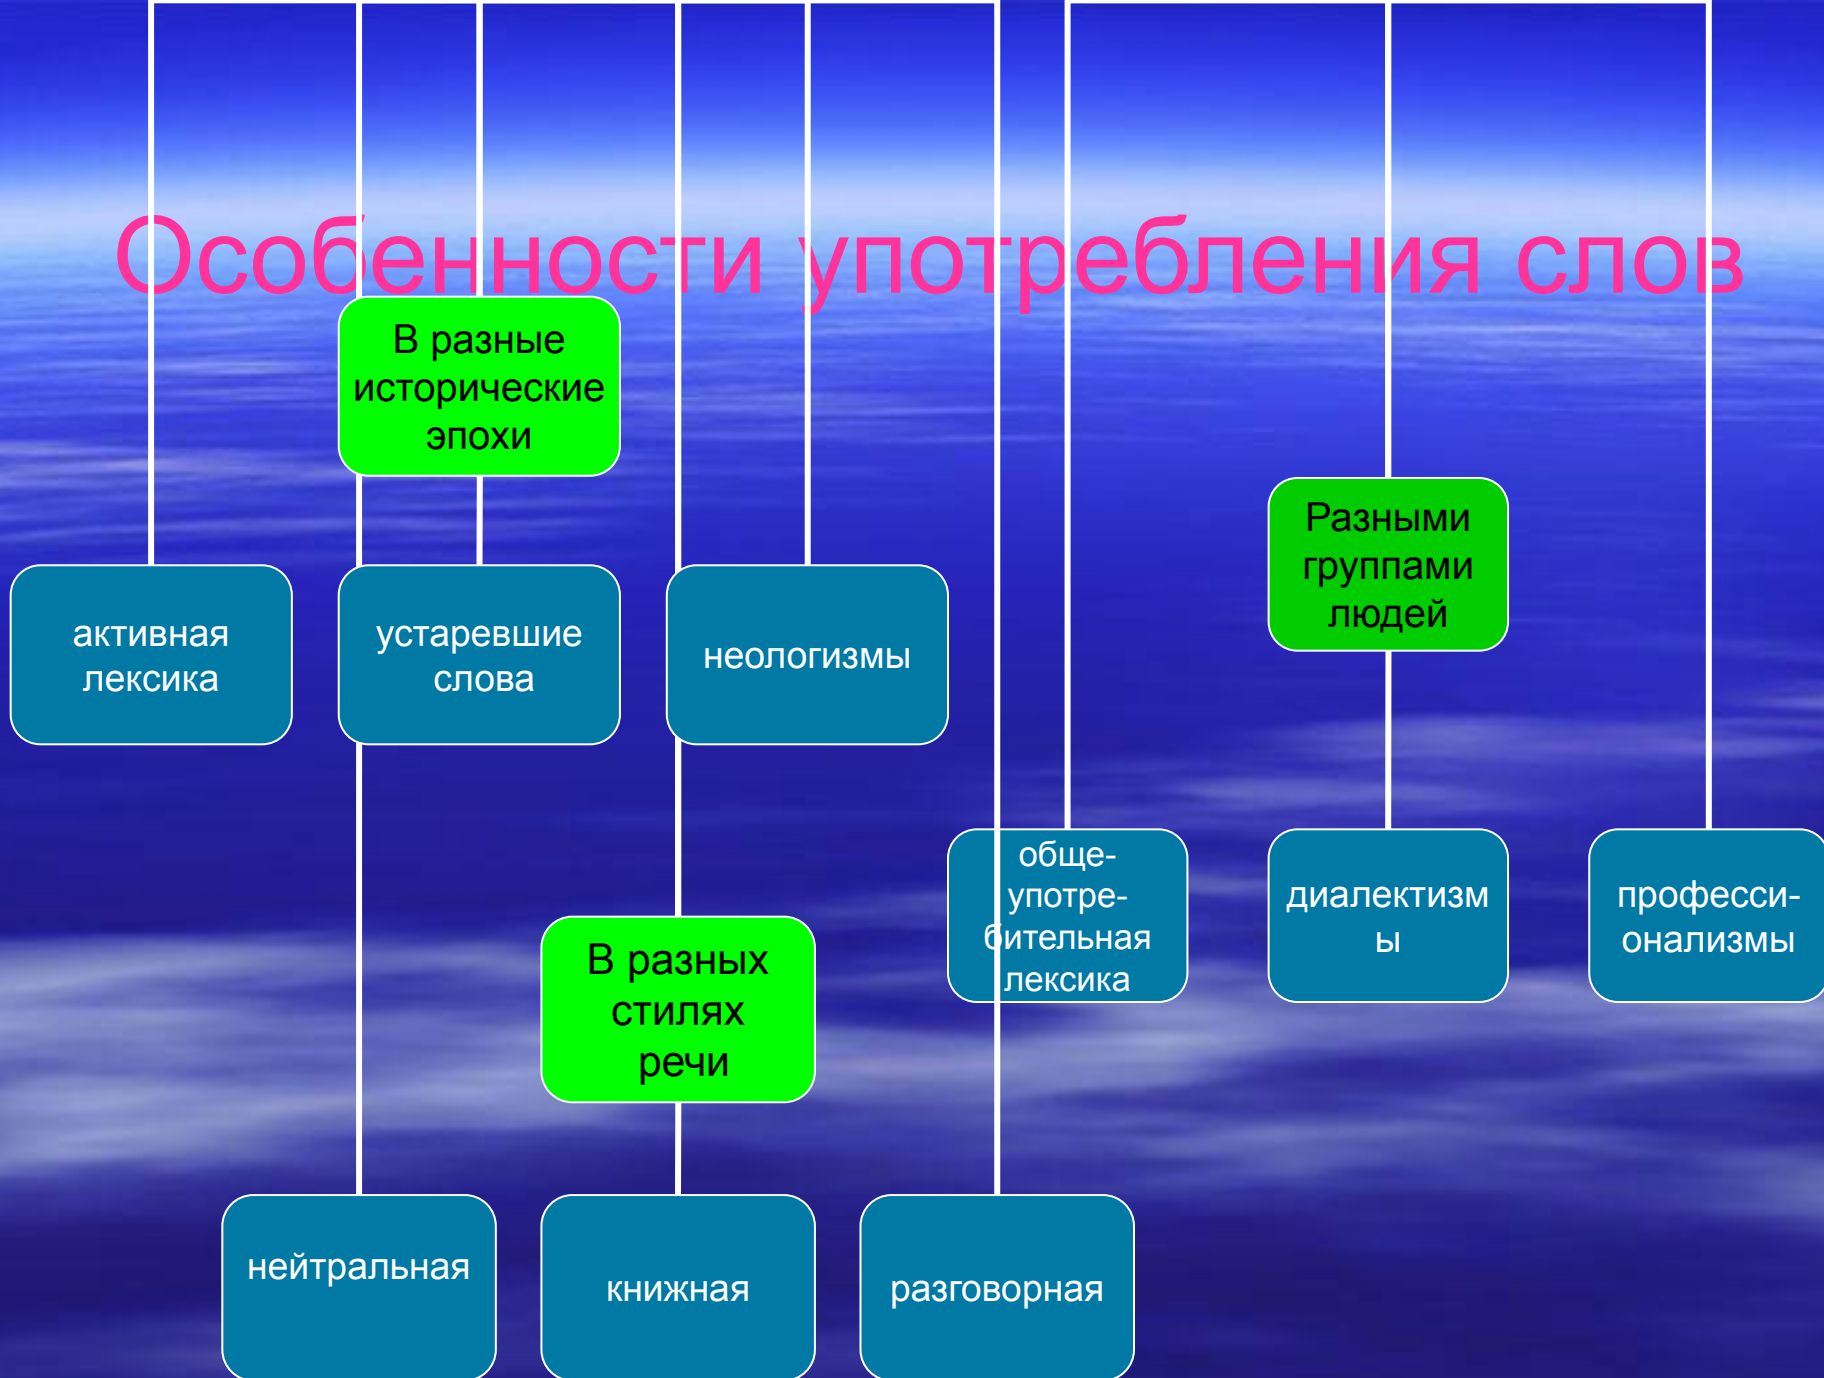 Особенности употребления слов
В разные
исторические
эпохи
активная
лексика
устаревшие
слова
неологизмы
Разными
группами
людей
обще-
употре-
бительная
лексика
диалектизм
ы
професси-
онализмы
В разных
стилях
речи
нейтральная
книжная
разговорная